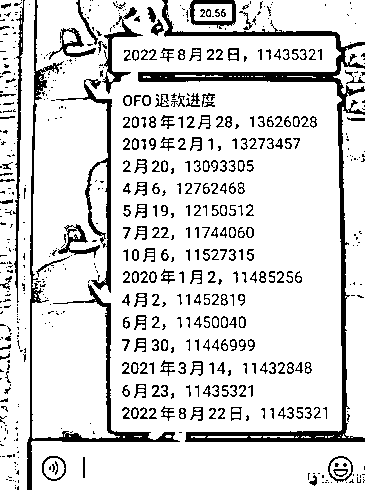 20:56
2022年8月22日，11435321
OFO 退款进度
2018年12月28，13626028
2019年2月1，13273457
2月20，13093305
4月6，12762468
5月19，12150512
7月22，11744060
10月6，11527315
2020年1月2，11485256
4月2，11452819
6月2，11450040
7月30，11446999
2021年3月14，11432848
6月23，11435321
2022年8月22日，11435321